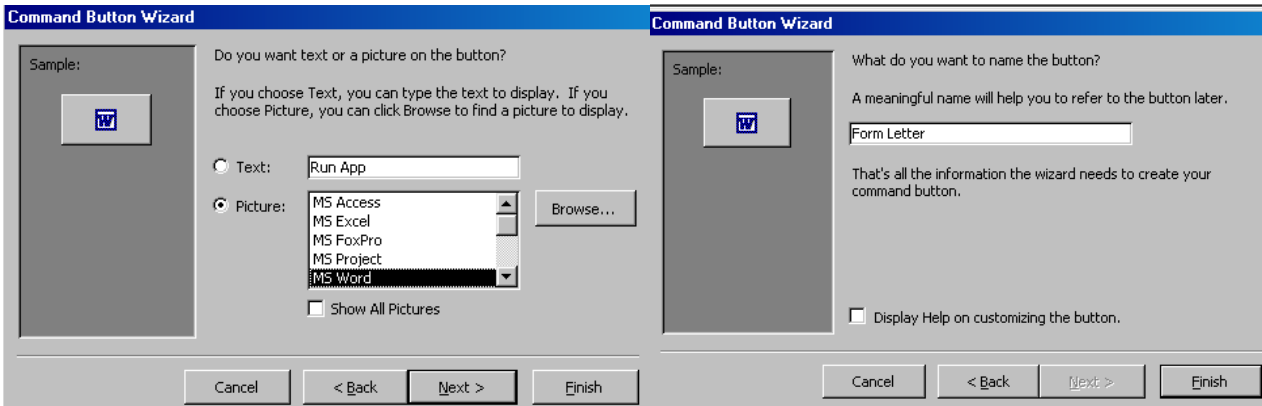 Command Button Wizard
Sample:
W
Do you want text or a picture on the button?
If you choose Text, you can type the text to display. If you
choose Picture, you can click Browse to find a picture to display.
Text:
Run App
Picture:
MS Access
MS Excel
MS FoxPro
MS Project
MS Word
Browse...
Show All Pictures
Cancel
< Back
Next >
Finish
Command Button Wizard
Sample:
W
What do you want to name the button?
A meaningful name will help you to refer to the button later.
Form Letter
That's all the information the wizard needs to create your
command button.
Display Help on customizing the button.
Cancel
< Back
Next >
Finish